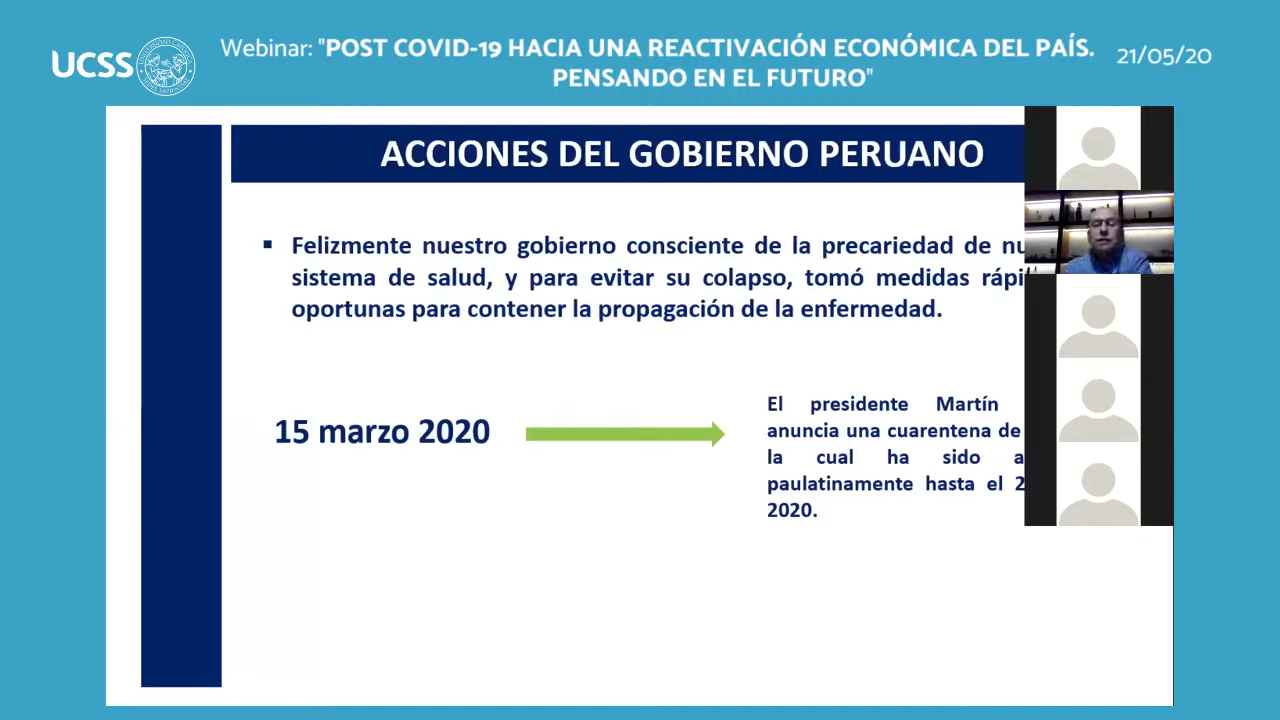 UCSS
Webinar: "POST COVID-19 HACIA UNA REACTIVACIÓN ECONÓMICA DEL PAÍS.
PENSANDO EN EL FUTURO"
21/05/20
ACCIONES DEL GOBIERNO PERUANO
▪ Felizmente nuestro gobierno consciente de la precariedad de
sistema de salud, y para evitar su colapso, tomó medidas
oportunas para contener la propagación de la enfermedad.
15 marzo 2020
El presidente Martín
anuncia una cuarentena de
la cual ha sido
paulatinamente hasta el
2020.